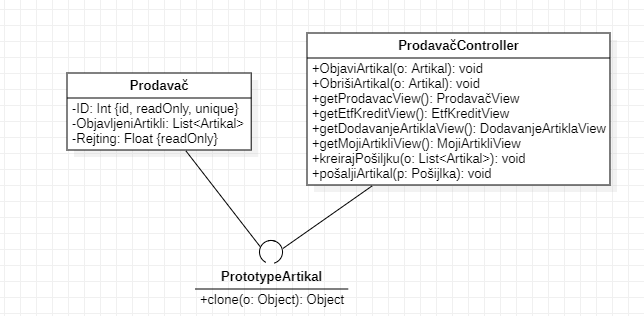 Prodavač
-ID: Int {id, readOnly, unique}
-ObjavljeniArtikli: List<Artikal>
-Rejting: Float {readOnly}
ProdavačController
+ObjaviArtikal(o: Artikal): void
+ObrišiArtikal(o: Artikal): void
+getProdavacView(): ProdavačView
+getEtfKreditView(): EtfKreditView
+getDodavanjeArtiklaView(): DodavanjeArtiklaView
+getMojiArtikliView(): MojiArtikliView
+kreirajPošiljku(o: List<Artikal>): void
+pošaljiArtikal(p: Pošijlka): void
PrototypeArtikal
+clone(o: Object): Object